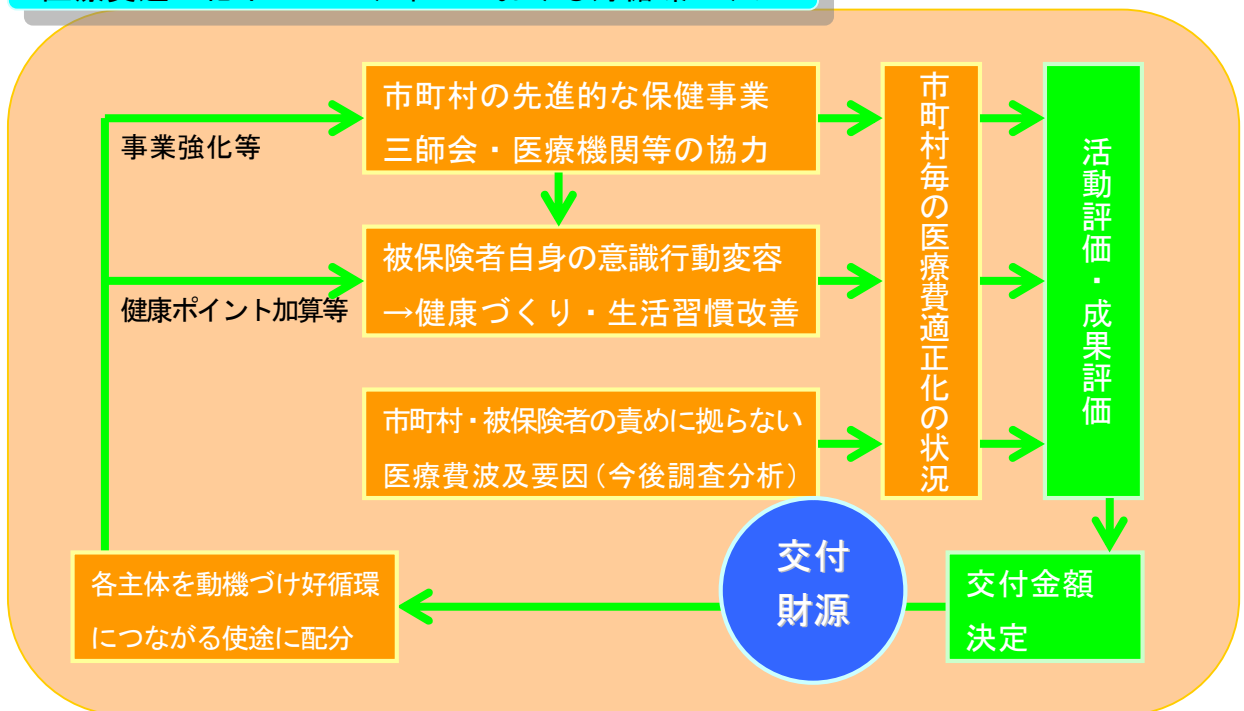 事業強化等
市町村の先進的な保健事業
三師会・医療機関等の協力
健康ポイント加算等
被保険者自身の意識行動変容
→健康づくり・生活習慣改善
市町村・被保険者の責めに拠らない
医療費波及要因(今後調査分析)
市町村毎の医療費適正化の状況
活動評価・成果評価
交付金額
決定
交付
財源
各主体を動機づけ好循環
につながる使途に配分